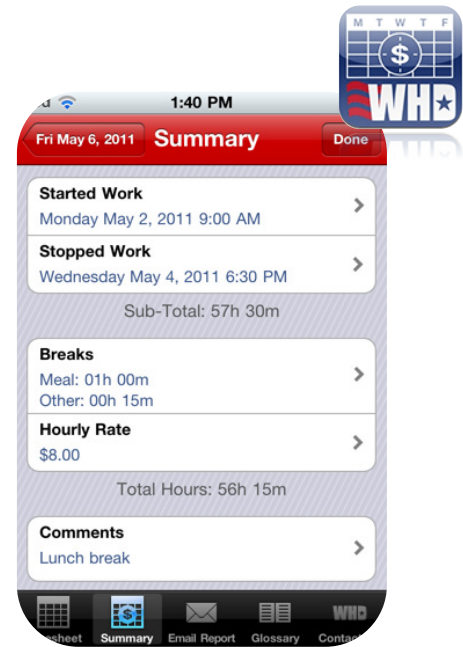 M T W T F
$
WHD
1:40 PM
Fri May 6, 2011
Summary
Done
Started Work
Monday May 2, 2011 9:00 AM
Stopped Work
Wednesday May 4, 2011 6:30 PM
Sub-Total: 57h 30m
Breaks
Meal: 01h 00m
Other: 00h 15m
Hourly Rate
$8.00
Total Hours: 56h 15m
Comments
Lunch break
esheet Summary Email Report Glossary Contac
WHD